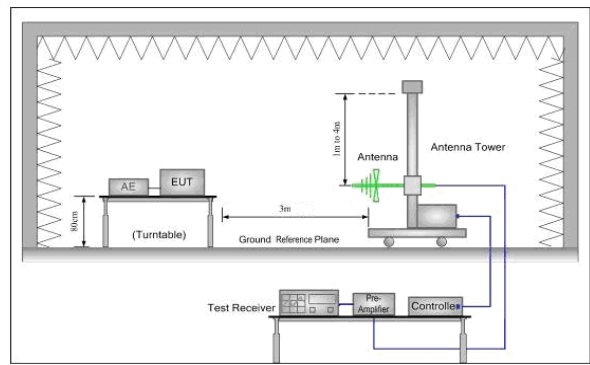 1m to 4m
Antenna
Antenna Tower
AE
EUT
80cm
3m
(Turntable)
Ground Reference Plane
Test Receiver
Pre-
Amplifier
Controller